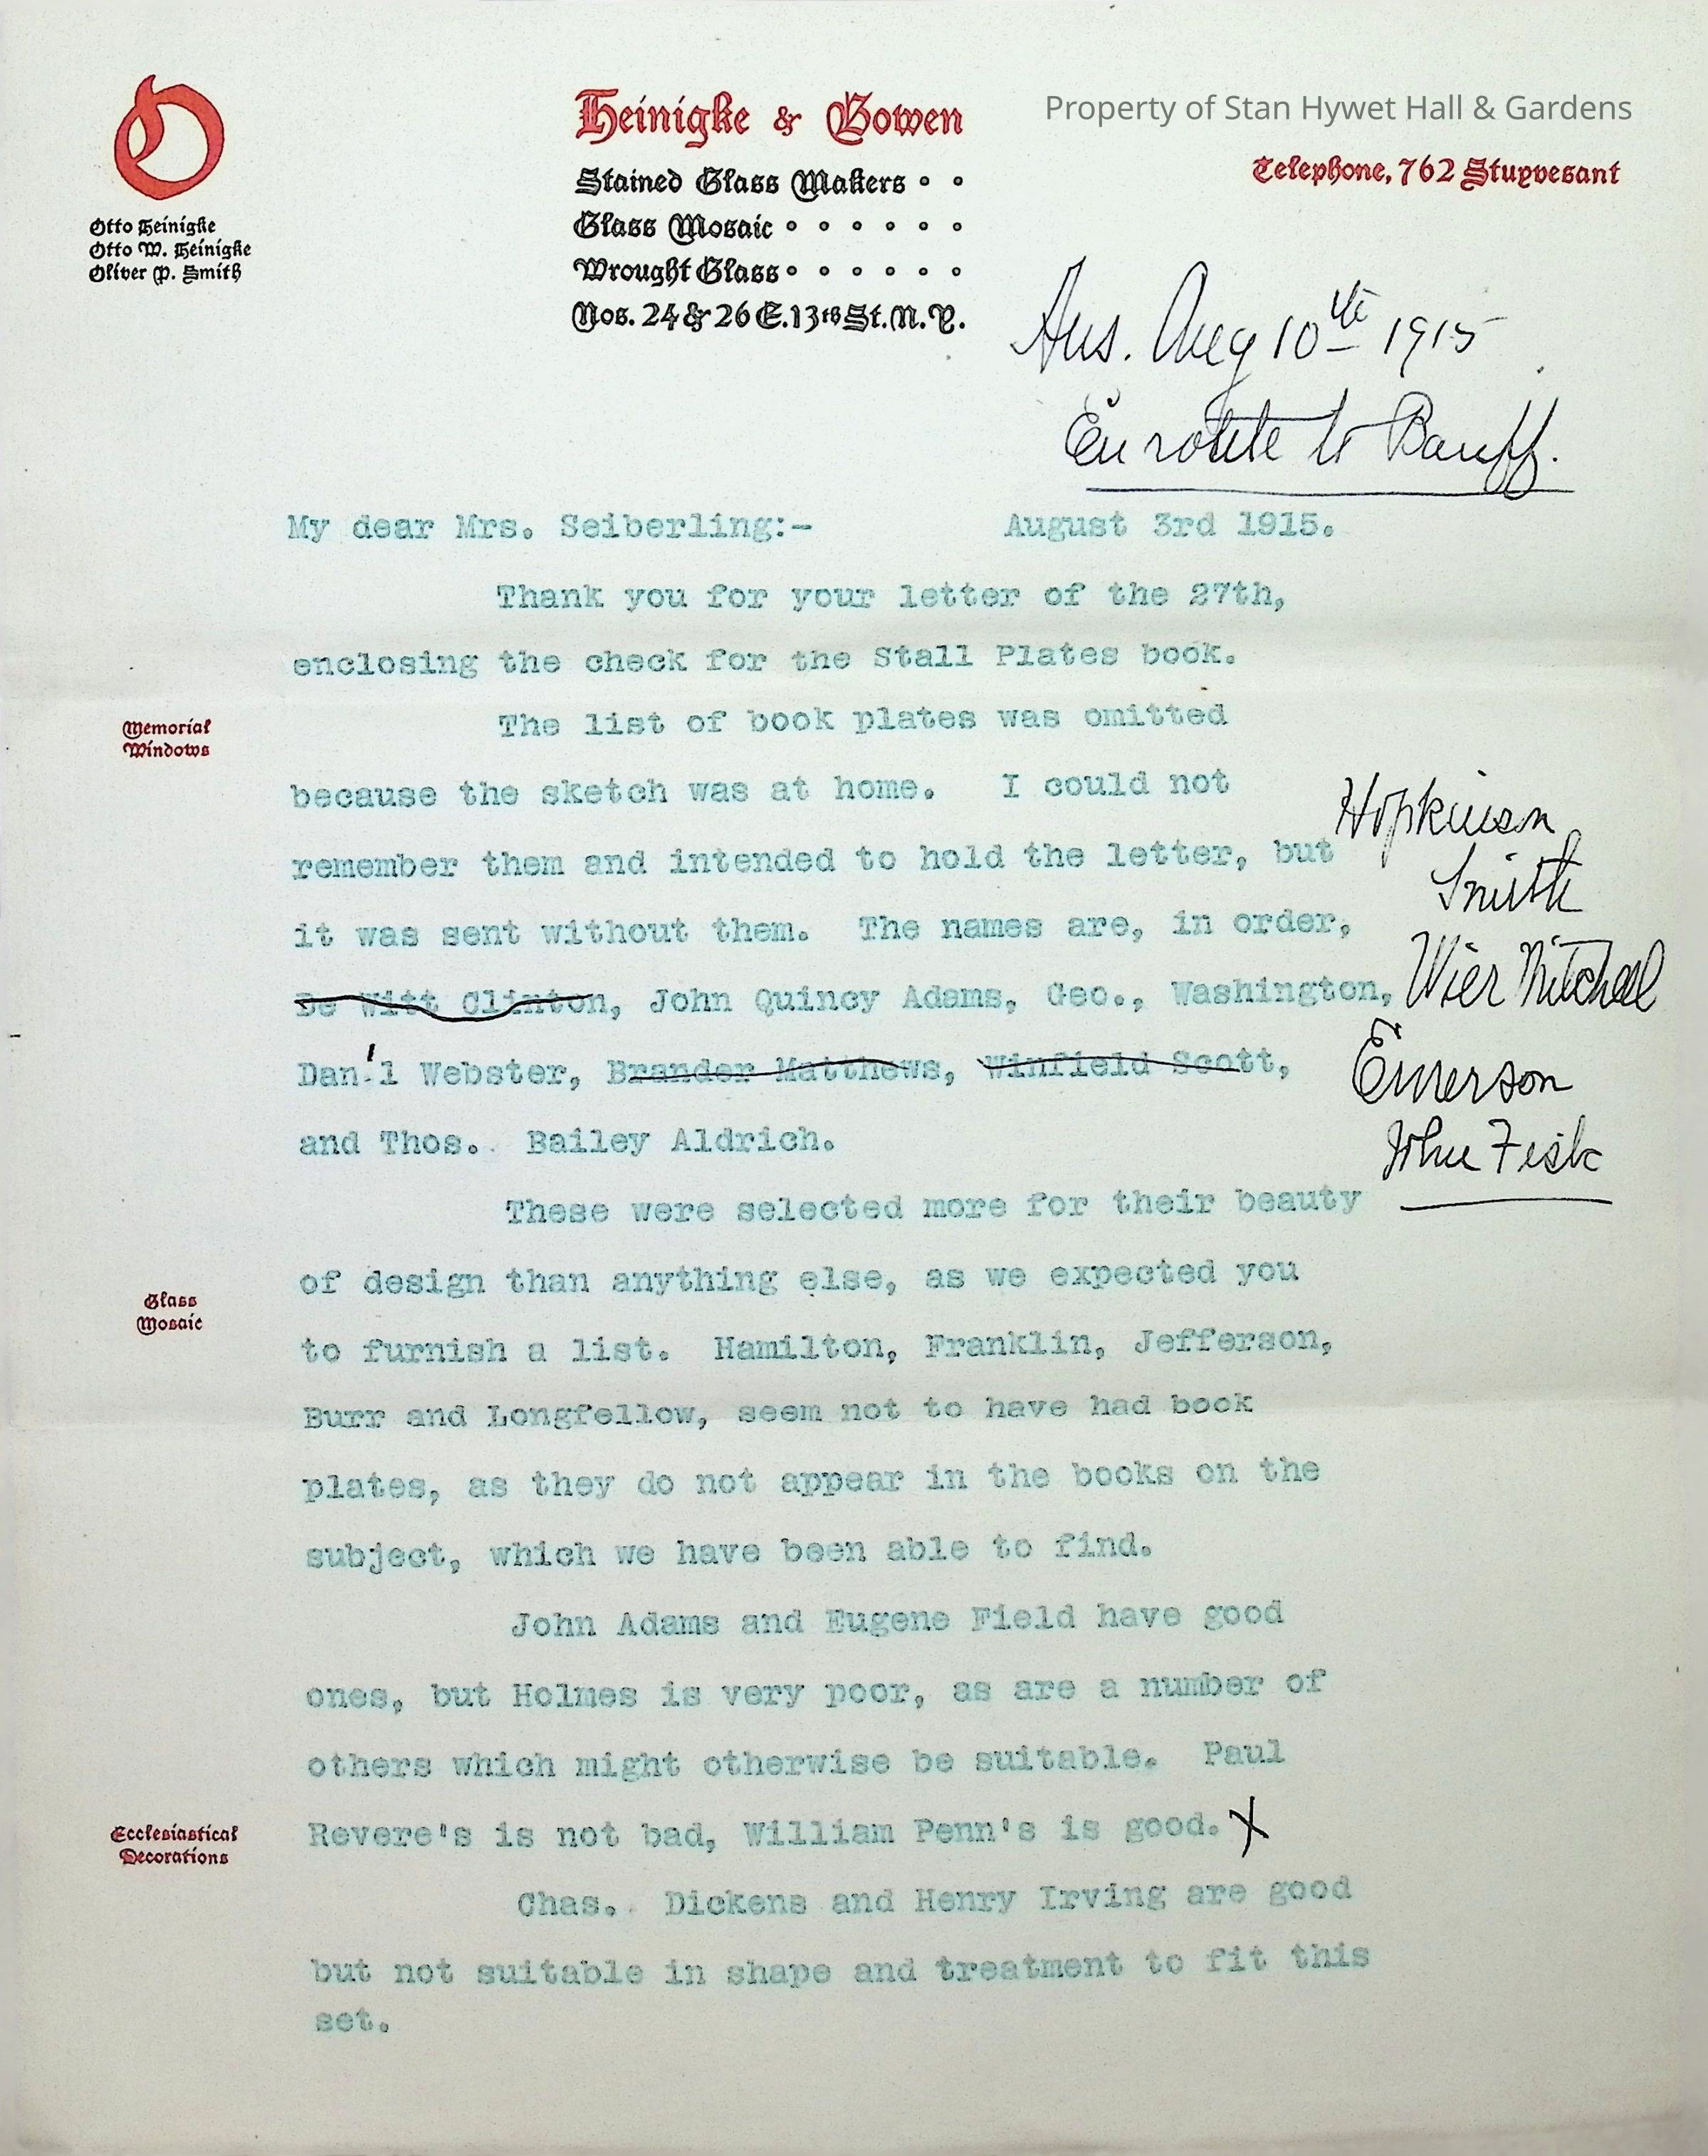 Property of Stan Hywet Hall & Gardens
Heinigke & Bowen
Stained Glass Makers
Glass Mosaic
Wrought Glass
Nos. 24 & 26 E. 13th St. N. Y.
Telephone, 762 Stuyvesant
Otto Heinigke
Otto W. Heinigke
Oliver P. Smith
Ans. Aug 10th 1915
En route to Banff.
My dear Mrs. Seiberling:- August 3rd 1915.
Thank you for your letter of the 27th,
enclosing the check for the Stall Plates book.
The list of book plates was omitted
because the sketch was at home. I could not
remember them and intended to hold the letter, but
it was sent without them. The names are, in order,
De Witt Clinton, John Quincy Adams, Geo., Washington,
Dan'l Webster, Brander Matthews, Winfield Scott,
and Thos. Bailey Aldrich.
Hopkinson
Smith
Wier Mitchell
Emerson
John Fisk
These were selected more for their beauty
of design than anything else, as we expected you
to furnish a list. Hamilton, Franklin, Jefferson,
Burr and Longfellow, seem not to have had book
plates, as they do not appear in the books on the
subject, which we have been able to find.
John Adams and Eugene Field have good
ones, but Holmes is very poor, as are a number of
others which might otherwise be suitable. Paul
Revere's is not bad, William Penn's is good. X
Chas. Dickens and Henry Irving are good
but not suitable in shape and treatment to fit this
set.
Memorial
Windows
Glass
Mosaic
Ecclesiastical
Decorations